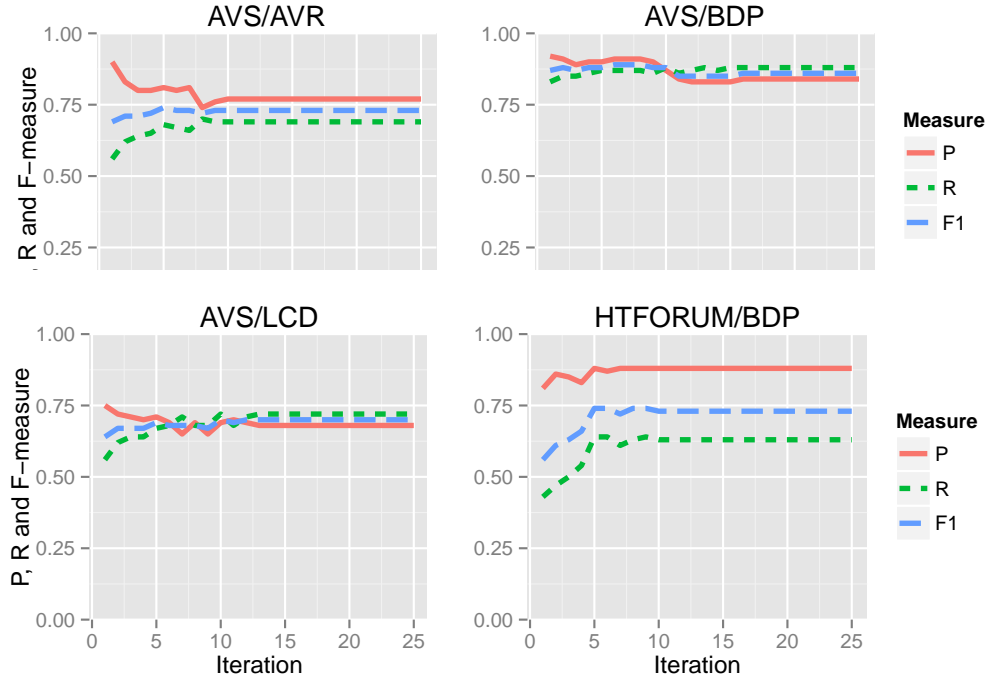 AVS/AVR
AVS/BDP
1.00
0.75
0.50
0.25
R and F−measure
1.00
0.75
0.50
0.25
Measure
P
R
F1
AVS/LCD
HTFORUM/BDP
1.00
0.75
0.50
0.25
0.00
P, R and F−measure
0 5 10 15 20 25
Iteration
1.00
0.75
0.50
0.25
0.00
0 5 10 15 20 25
Iteration
Measure
P
R
F1